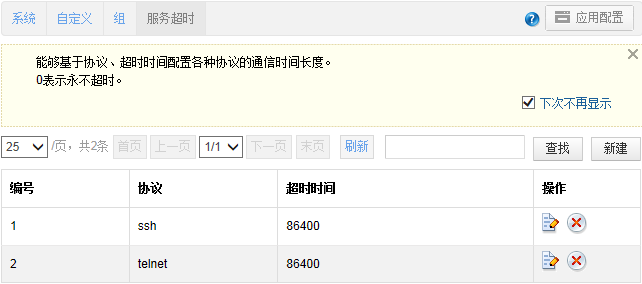 系统 自定义 组 服务超时 应用配置
能够基于协议、超时时间配置各种协议的通信时间长度。
0表示永不超时。
下次不再显示
25 /页，共2条 首页 上一页 1/1 下一页 末页 刷新 查找 新建
编号 协议 超时时间 操作
1 ssh 86400
2 telnet 86400